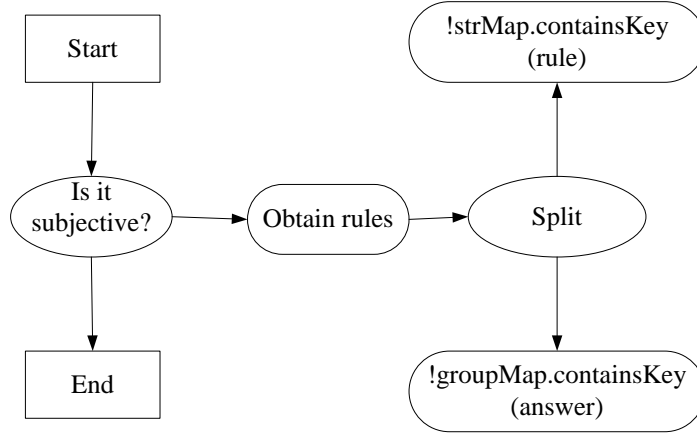 Start
!strMap.containsKey
(rule)
Is it
subjective?
Obtain rules
Split
End
!groupMap.containsKey
(answer)